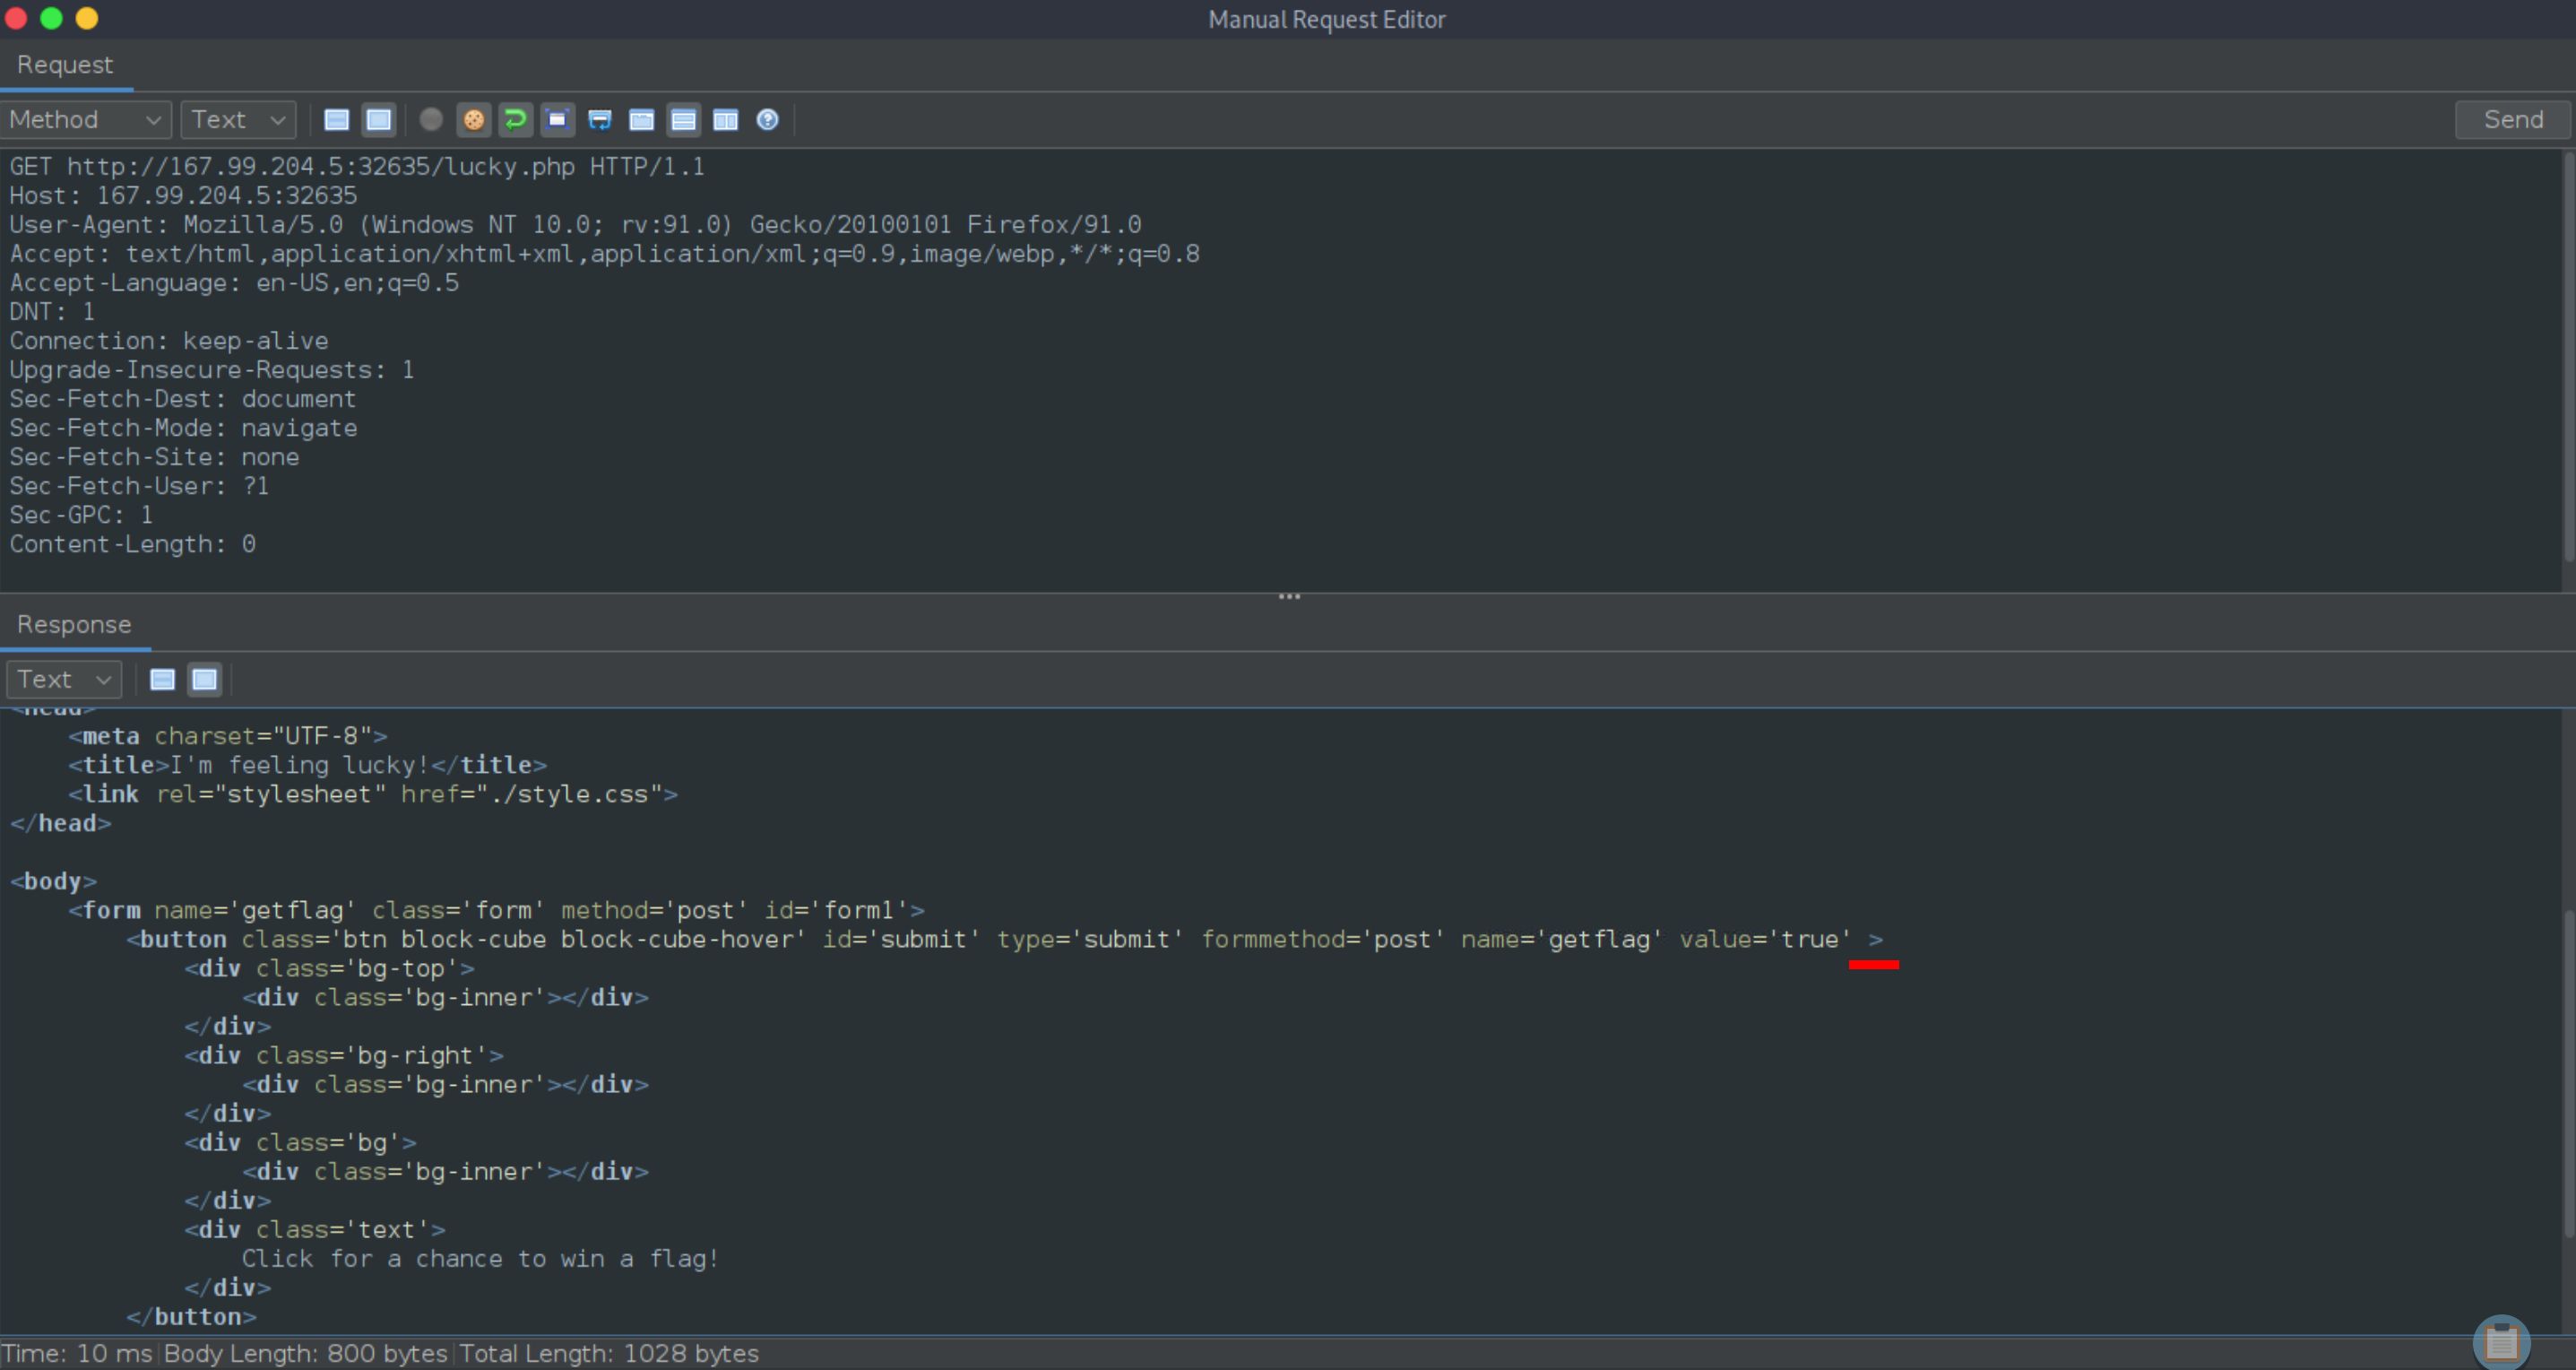 Manual Request Editor
Request
Method Text Send
GET http://167.99.204.5:32635/lucky.php HTTP/1.1
Host: 167.99.204.5:32635
User-Agent: Mozilla/5.0 (Windows NT 10.0; rv:91.0) Gecko/20100101 Firefox/91.0
Accept: text/html,application/xhtml+xml,application/xml;q=0.9,image/webp,*/*;q=0.8
Accept-Language: en-US,en;q=0.5
DNT: 1
Connection: keep-alive
Upgrade-Insecure-Requests: 1
Sec-Fetch-Dest: document
Sec-Fetch-Mode: navigate
Sec-Fetch-Site: none
Sec-Fetch-User: ?1
Sec-GPC: 1
Content-Length: 0
Response
Text
<head>
    <meta charset="UTF-8">
    <title>I'm feeling lucky!</title>
    <link rel="stylesheet" href="./style.css">
</head>
<body>
    <form name='getflag' class='form' method='post' id='form1'>
        <button class='btn block-cube block-cube-hover' id='submit' type='submit' formmethod='post' name='getflag' value='true' >
            <div class='bg-top'>
                <div class='bg-inner'></div>
            </div>
            <div class='bg-right'>
                <div class='bg-inner'></div>
            </div>
            <div class='bg'>
                <div class='bg-inner'></div>
            </div>
            <div class='text'>
                Click for a chance to win a flag!
            </div>
        </button>
Time: 10 ms Body Length: 800 bytes Total Length: 1028 bytes